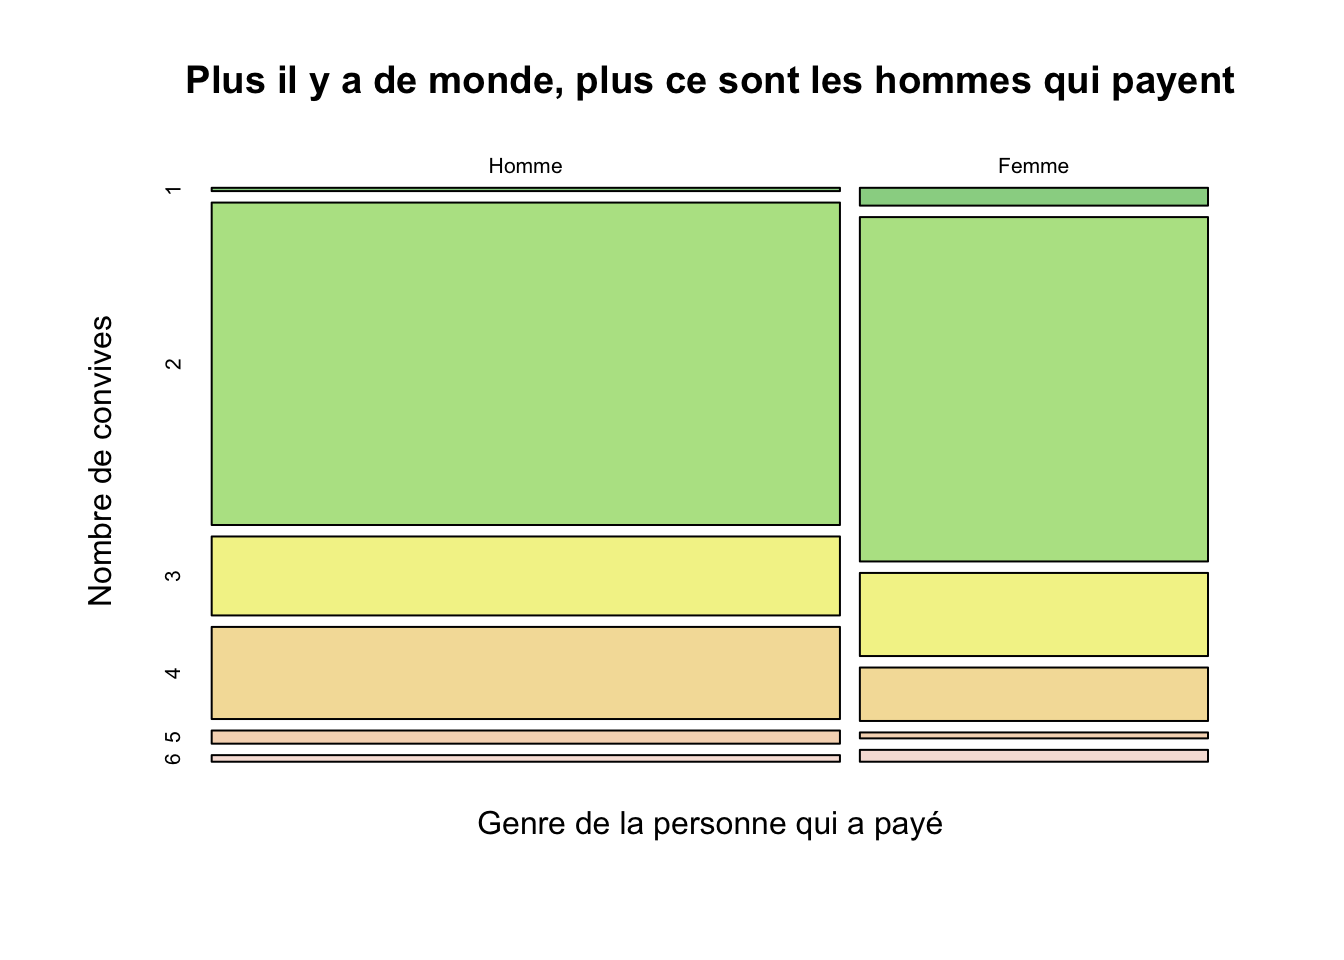 Plus il y a de monde, plus ce sont les hommes qui payent
Homme
Femme
1
2
3
4
5
6
Nombre de convives
Genre de la personne qui a payé